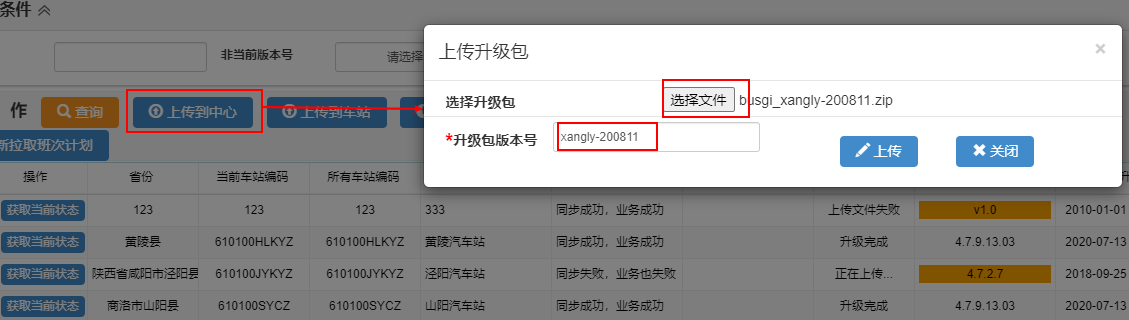 条件
非当前版本号
请选择
作 查询 上传到中心 上传到车站
新拉取班次计划
上传升级包 ×
选择升级包 选择文件 busgi_xangly-200811.zip
*升级包版本号 xangly-200811
上传 关闭
操作 省份 当前车站编码 所有车站编码
获取当前状态 123 123 123 333 同步成功，业务成功 上传文件失败 v1.0 2010-01-01
获取当前状态 黄陵县 610100HLKYZ 610100HLKYZ 黄陵汽车站 同步成功，业务成功 升级完成 4.7.9.13.03 2020-07-13
获取当前状态 陕西省咸阳市泾阳县 610100JYKYZ 610100JYKYZ 泾阳汽车站 同步失败，业务也失败 正在上传... 4.7.2.7 2018-09-25
获取当前状态 商洛市山阳县 610100SYCZ 610100SYCZ 山阳汽车站 同步成功，业务成功 升级完成 4.7.9.13.03 2020-07-13